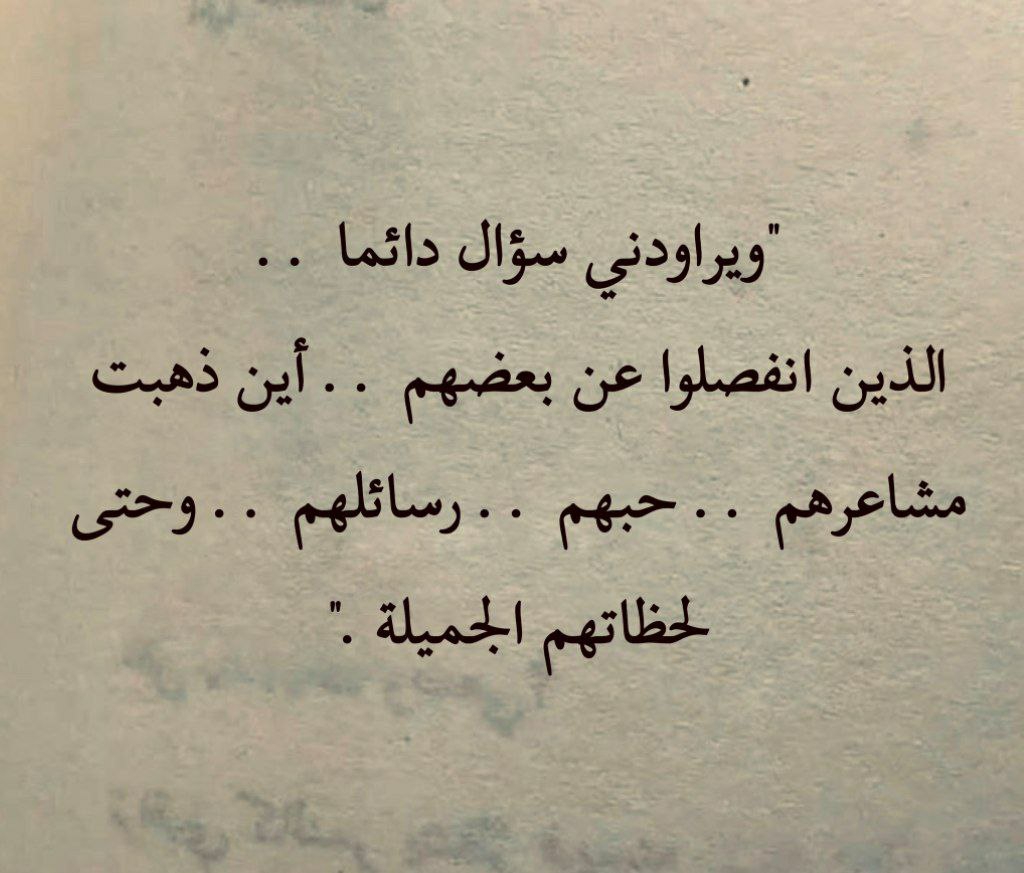 "ويراودني سؤال دائما . .
الذين انفصلوا عن بعضهم . . أين ذهبت
مشاعرهم . . حبهم . . رسائلهم . . وحتى
لحظاتهم الجميلة ."